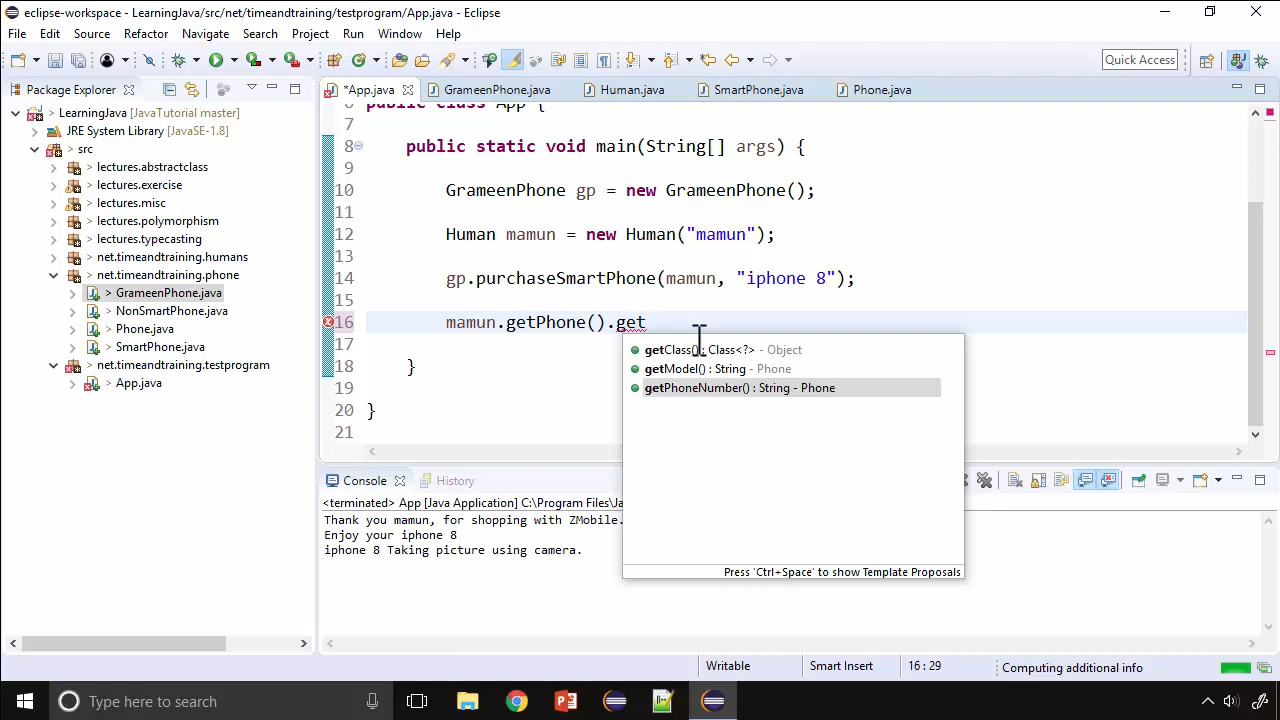 eclipse-workspace - LearningJava/src/net/timeandtraining/testprogram/App.java - Eclipse
File Edit Source Refactor Navigate Search Project Run Window Help
Quick Access
Package Explorer
*App.java GrameenPhone.java Human.java SmartPhone.java Phone.java
> LearningJava [JavaTutorial master]
JRE System Library [JavaSE-1.8]
> src
> lectures.abstractclass
> lectures.exercise
> lectures.misc
> lectures.polymorphism
> lectures.typecasting
> net.timeandtraining.humans
> net.timeandtraining.phone
> GrameenPhone.java
> NonSmartPhone.java
> Phone.java
> SmartPhone.java
> net.timeandtraining.testprogram
> App.java
6 public class App {
7
8 public static void main(String[] args) {
9
10 GrameenPhone gp = new GrameenPhone();
11
12 Human mamun = new Human("mamun");
13
14 gp.purchaseSmartPhone(mamun, "iphone 8");
15
16 mamun.getPhone().get
17
18 }
19
20 }
21
getClass() : Class<?> - Object
getModel() : String - Phone
getPhoneNumber() : String - Phone
Press 'Ctrl+Space' to show Template Proposals
Console History
<terminated> App [Java Application] C:\Program Files\Ja
Thank you mamun, for shopping with ZMobile.
Enjoy your iphone 8
iphone 8 Taking picture using camera.
Writable Smart Insert 16 : 29 Computing additional info
Type here to search